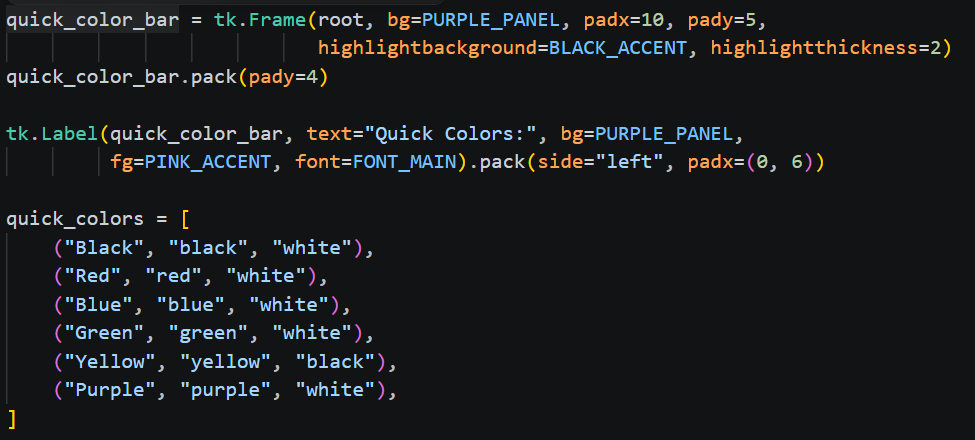 quick_color_bar = tk.Frame(root, bg=PURPLE_PANEL, padx=10, pady=5,
                           highlightbackground=BLACK_ACCENT, highlightthickness=2)
quick_color_bar.pack(pady=4)

tk.Label(quick_color_bar, text="Quick Colors:", bg=PURPLE_PANEL,
         fg=PINK_ACCENT, font=FONT_MAIN).pack(side="left", padx=(0, 6))

quick_colors = [
    ("Black", "black", "white"),
    ("Red", "red", "white"),
    ("Blue", "blue", "white"),
    ("Green", "green", "white"),
    ("Yellow", "yellow", "black"),
    ("Purple", "purple", "white"),
]